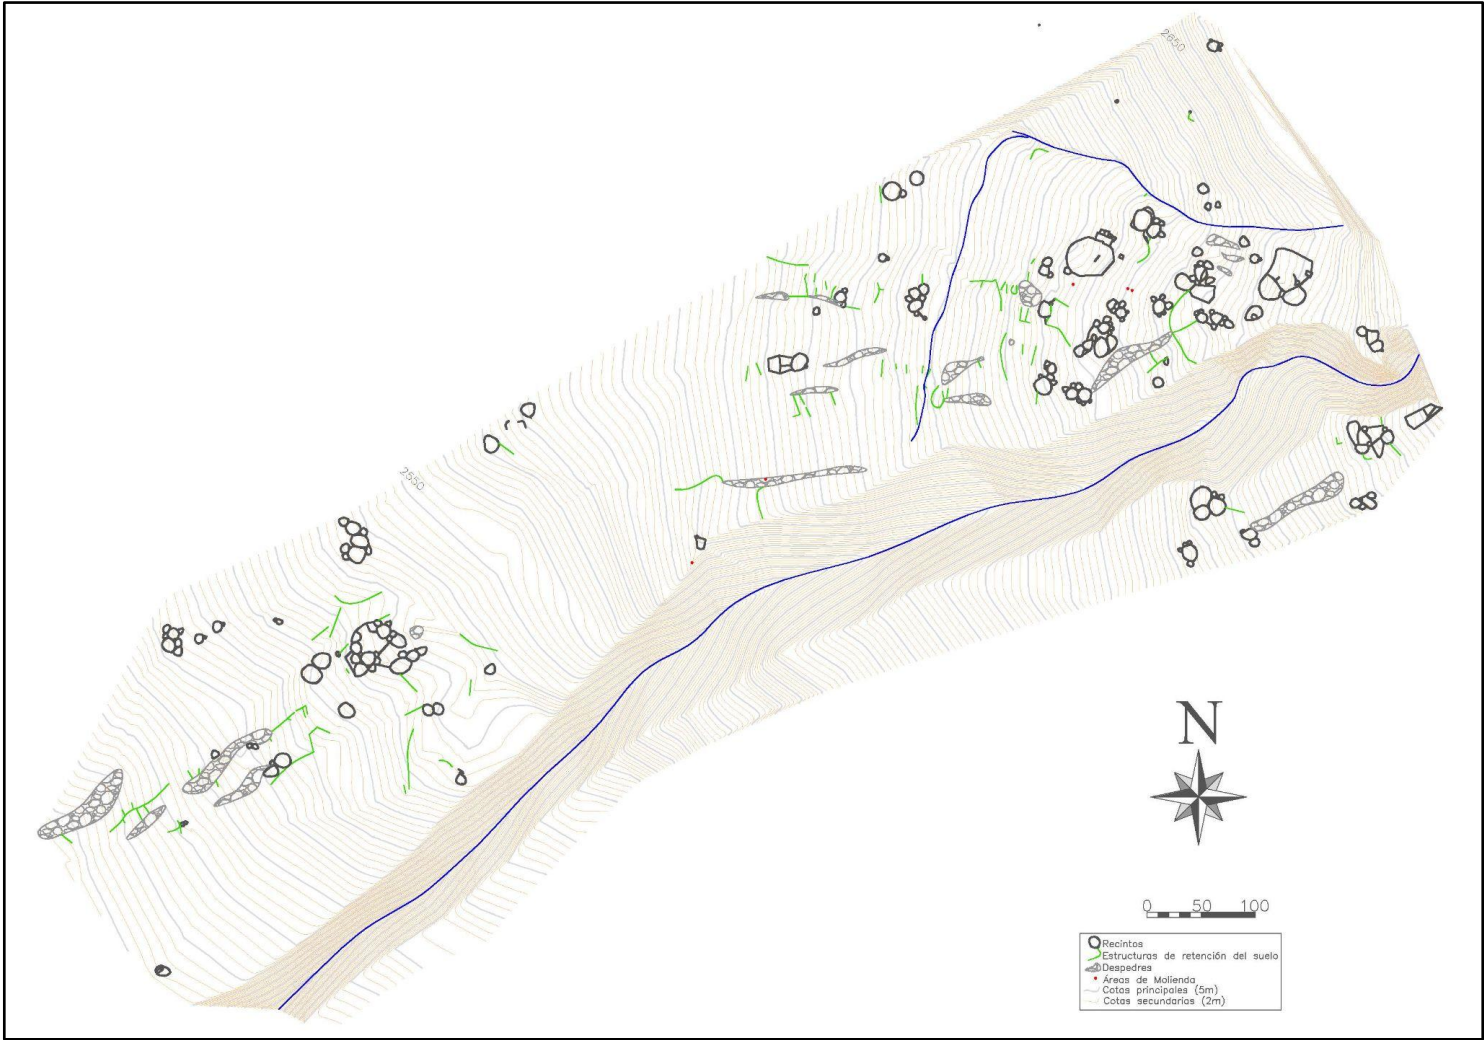 2650
2550
N
0 50 100
Recintos
Estructuras de retención del suelo
Despedres
Áreas de Molienda
Cotas principales (5m)
Cotas secundarias (2m)